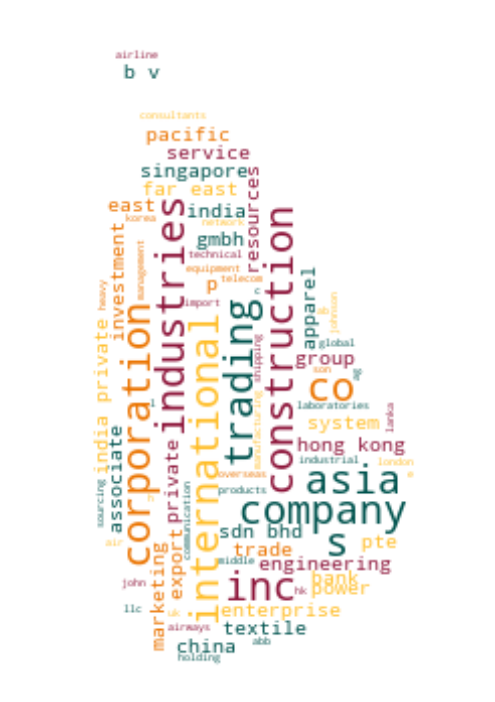 airline
b v
consultants
pacific
service
singapore
resources
far east
east
india
korea
network
gmbh
technical
equipment
telecom
p
c
import
industries
construction
investment
management
heavy
corporation
india private
international
trading
apparel
johnson
global
group
shipping
son
ag
co
l
laboratories
lanka
system
manufacturing
hong kong
industrial
london
e
associate
sourcing
private
overseas
asia
products
company
communication
sdn bhd
s
air
pte
trade
export
middle
engineering
marketing
john
inc
bank
power
hk
llc
uk
enterprise
airways
textile
abb
china
holding